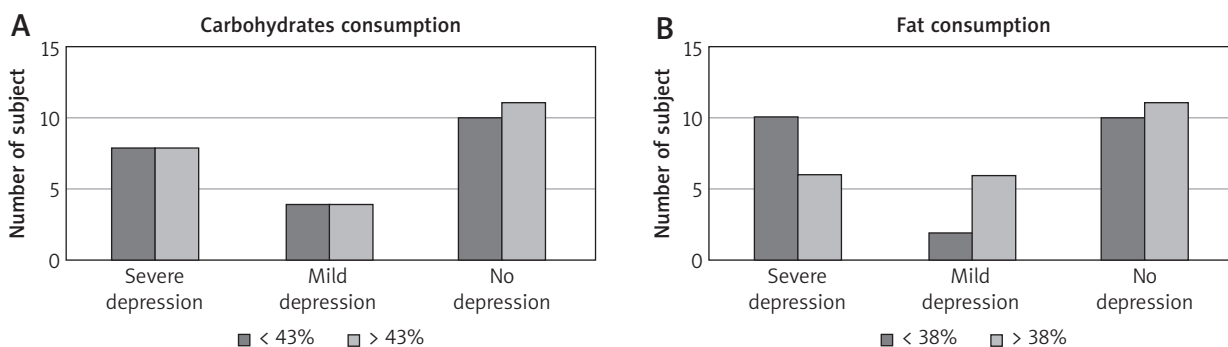 A
Carbohydrates consumption
Number of subject
15
10
5
0
Severe depression
Mild depression
No depression
< 43%
> 43%
B
Fat consumption
Number of subject
15
10
5
0
Severe depression
Mild depression
No depression
< 38%
> 38%